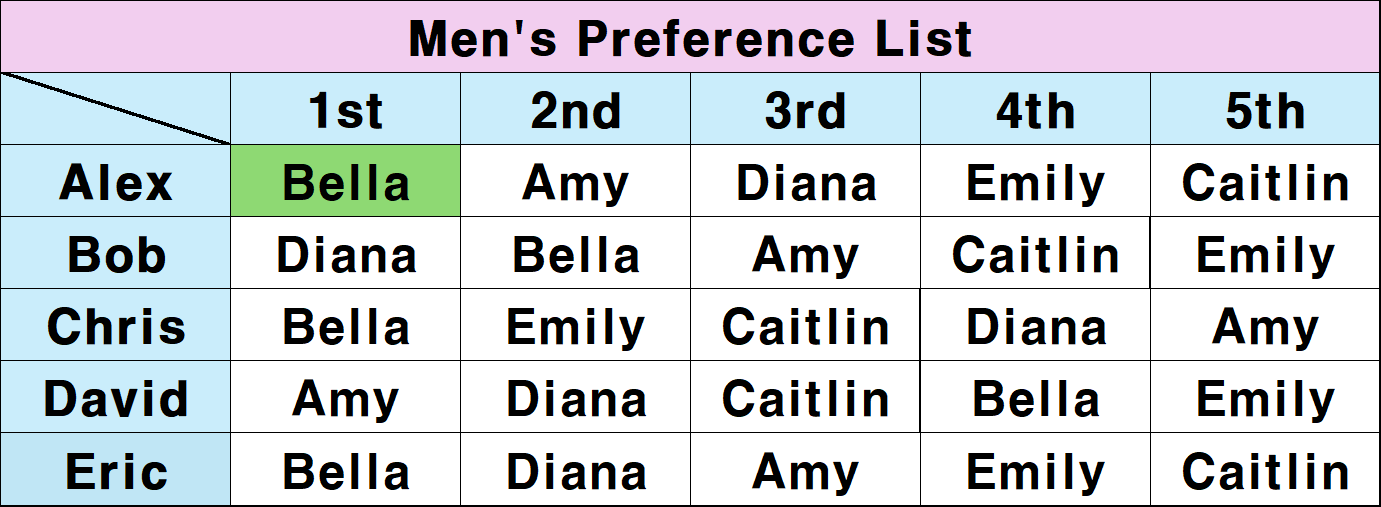 Men's Preference List
1st 2nd 3rd 4th 5th
Alex Bella Amy Diana Emily Caitlin
Bob Diana Bella Amy Caitlin Emily
Chris Bella Emily Caitlin Diana Amy
David Amy Diana Caitlin Bella Emily
Eric Bella Diana Amy Emily Caitlin